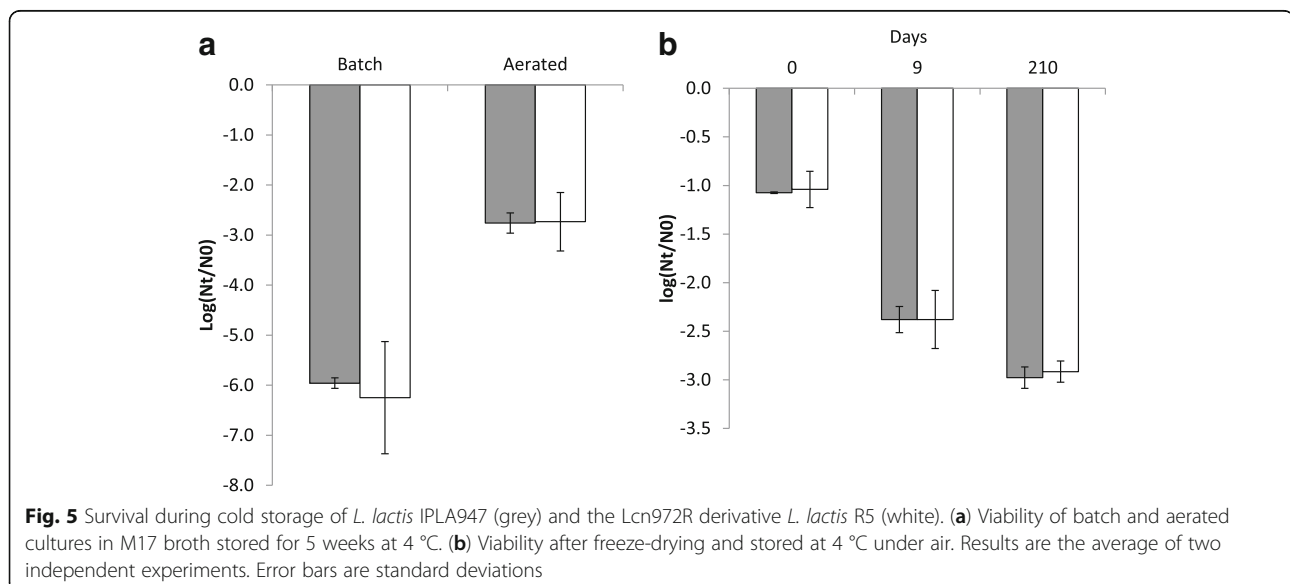 a
Batch Aerated
0.0
-1.0
-2.0
-3.0
-4.0
-5.0
-6.0
-7.0
-8.0
Log(Nt/N0)
b
Days
0 9 210
0.0
-0.5
-1.0
-1.5
-2.0
-2.5
-3.0
-3.5
log(Nt/N0)
Fig. 5 Survival during cold storage of L. lactis IPLA947 (grey) and the Lcn972R derivative L. lactis R5 (white). (a) Viability of batch and aerated
cultures in M17 broth stored for 5 weeks at 4 °C. (b) Viability after freeze-drying and stored at 4 °C under air. Results are the average of two
independent experiments. Error bars are standard deviations